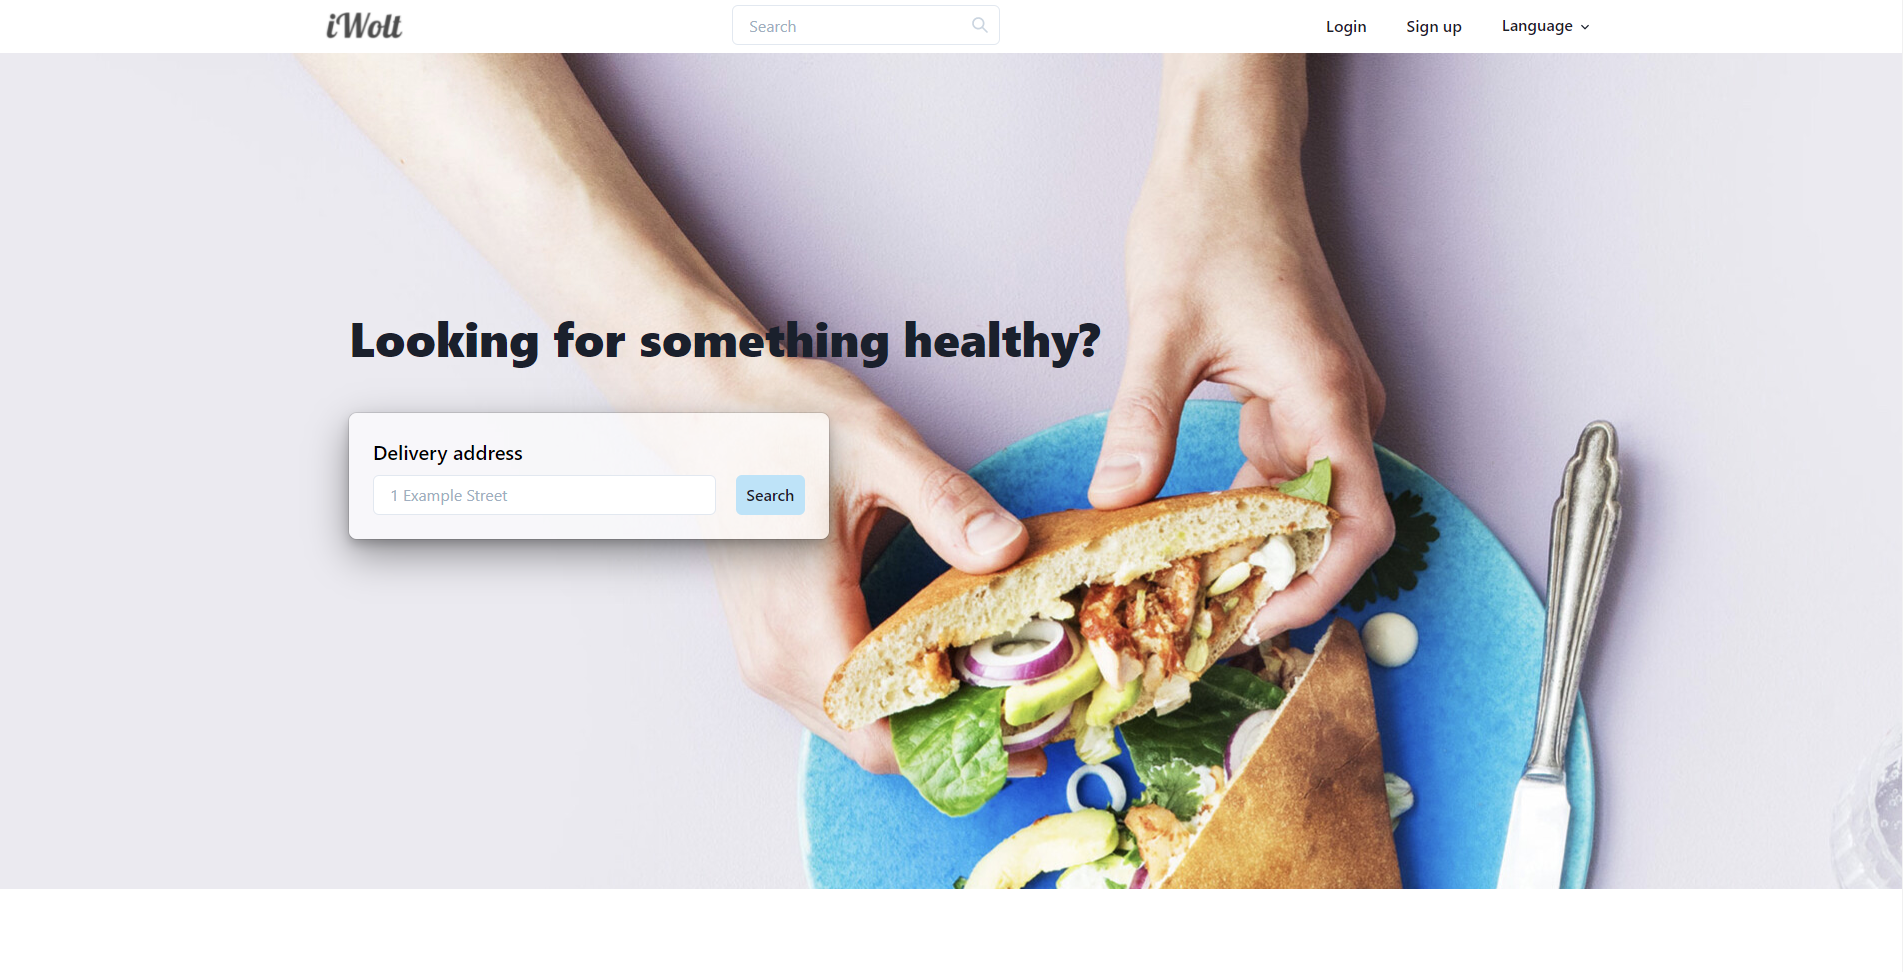 iWolt
Search
Login
Sign up
Language
Looking for something healthy?
Delivery address
1 Example Street
Search